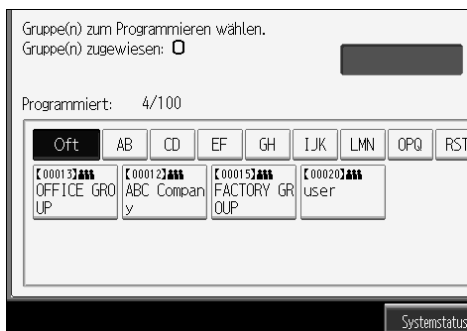 Gruppe(n) zum Programmieren wählen.
Gruppe(n) zugewiesen: 0
Programmiert: 4/100
Oft AB CD EF GH IJK LMN OPQ RST
【00013】 【00012】 【00015】 【00020】
OFFICE GRO ABC Compan FACTORY GR user
UP y OUP
Systemstatus